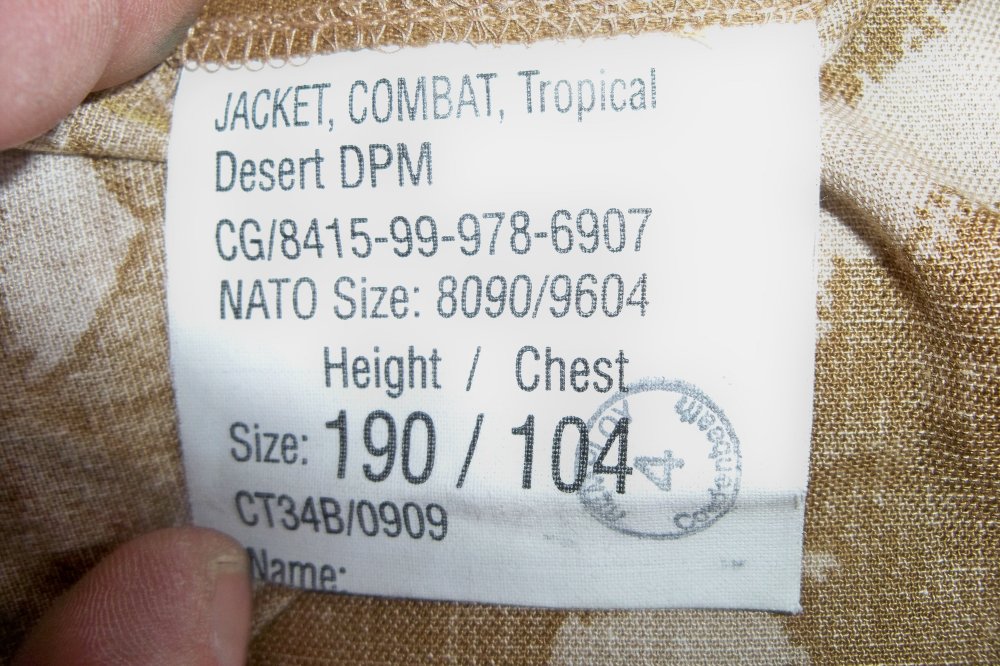 JACKET, COMBAT, Tropical
Desert DPM
CG/8415-99-978-6907
NATO Size: 8090/9604
Height / Chest
Size: 190 / 104
CT34B/0909
Name:
4